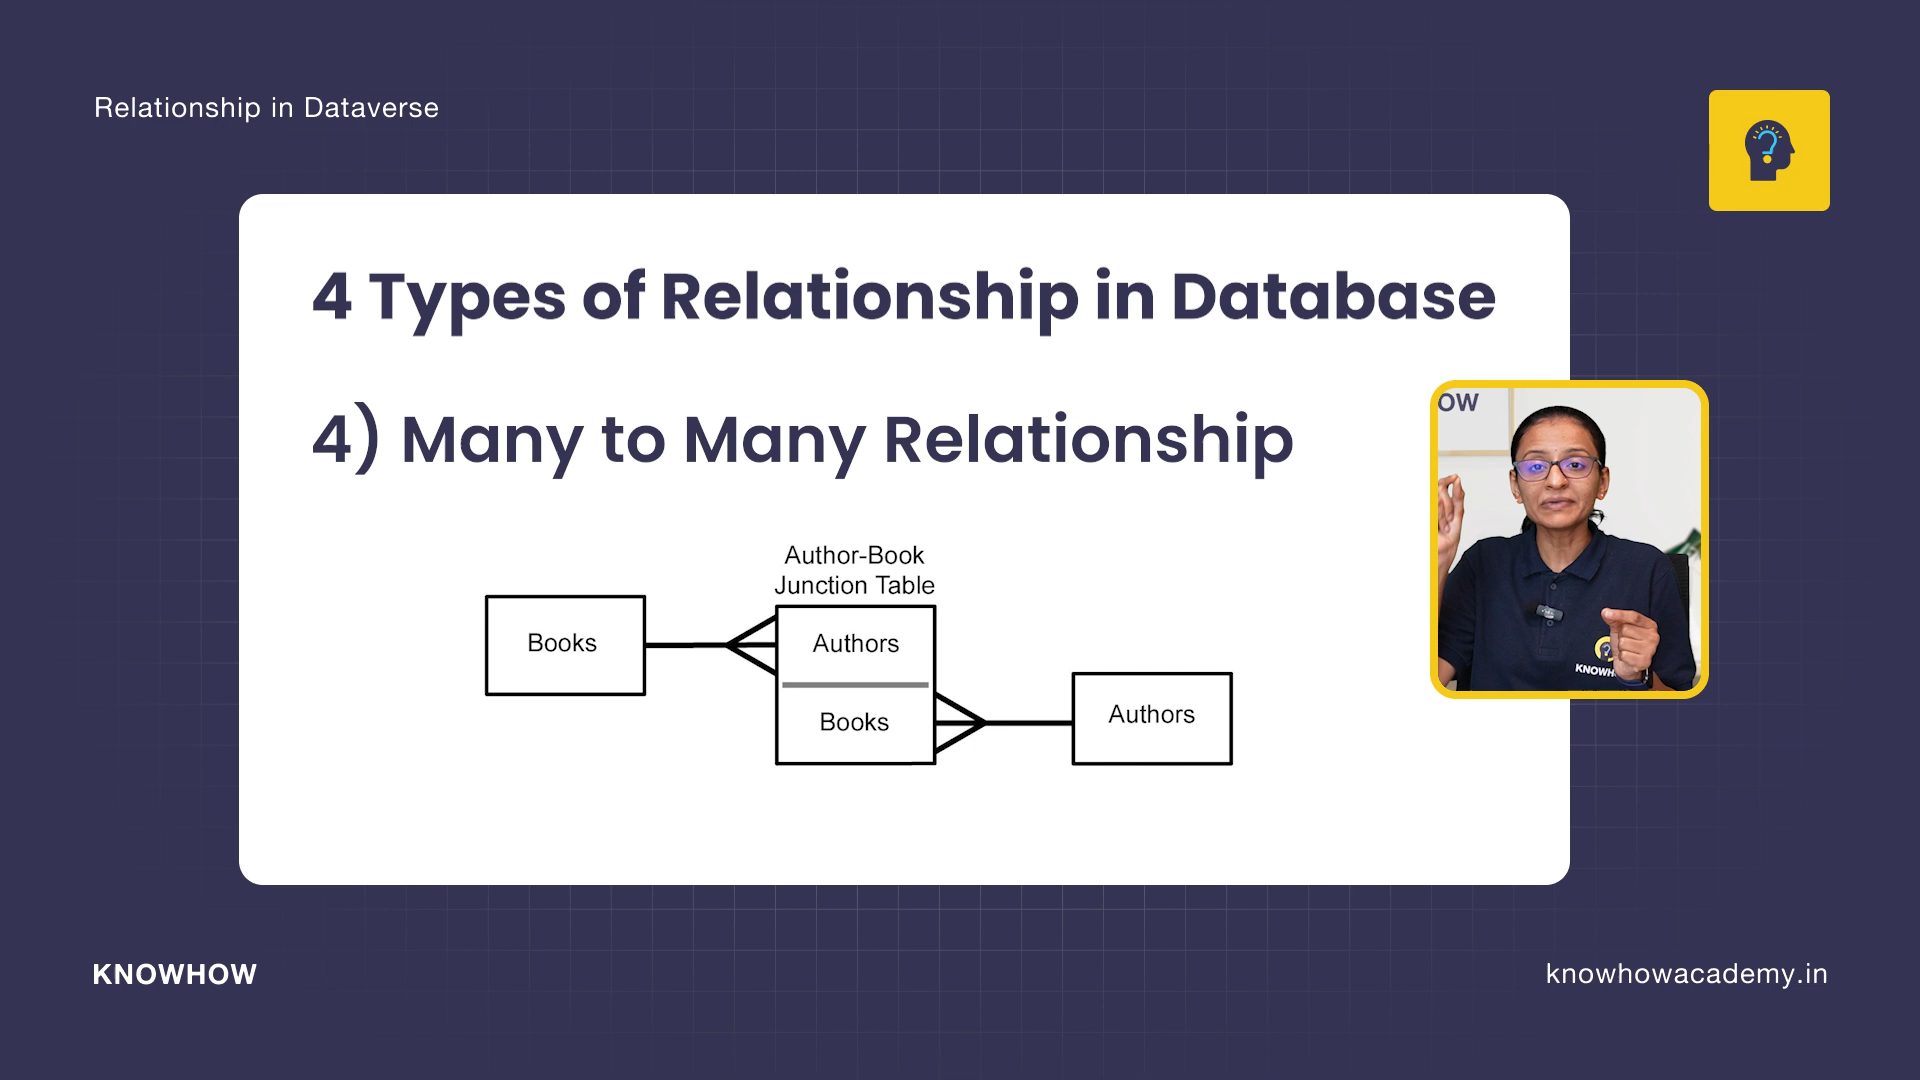 Relationship in Dataverse
4 Types of Relationship in Database
4) Many to Many Relationship
OW
Author-Book
Junction Table
Books
Authors
Books
Authors
KNOWH
KNOWHOW
knowhowacademy.in